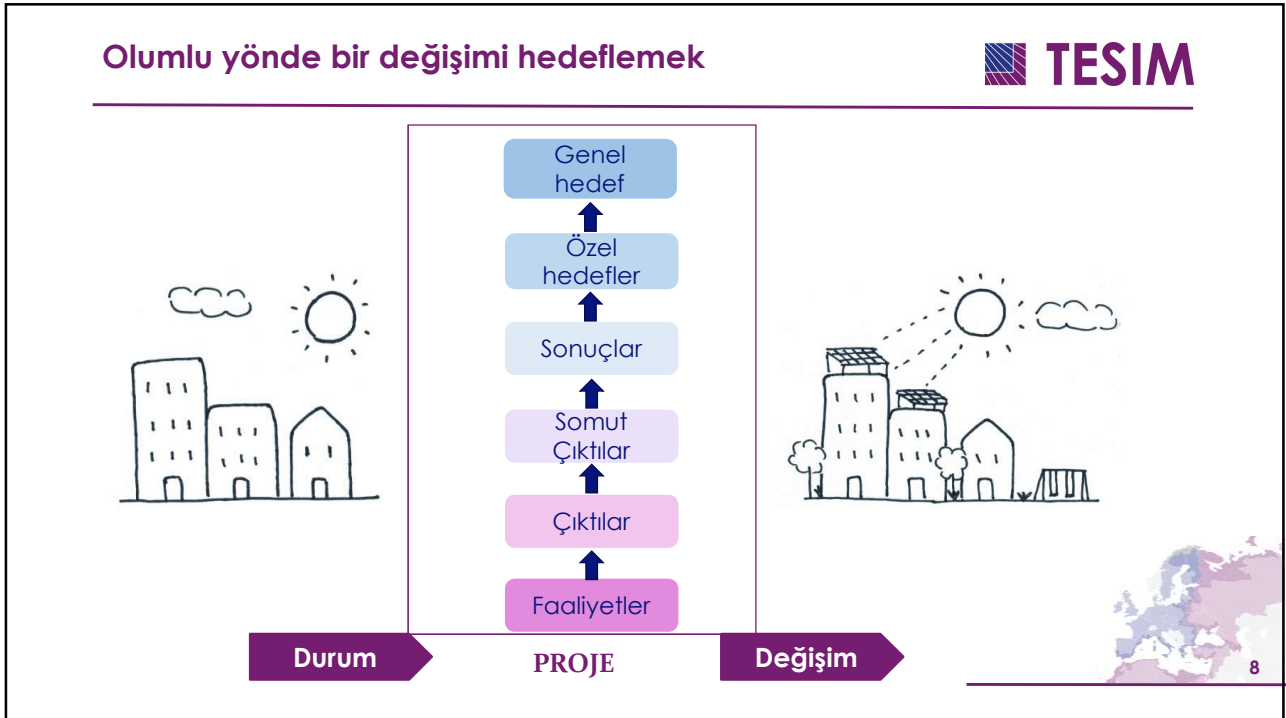 Olumlu yönde bir değişimi hedeflemek
TESIM
Genel
hedef
Özel
hedefler
Sonuçlar
Somut
Çıktılar
Çıktılar
Faaliyetler
Durum
PROJE
Değişim
8